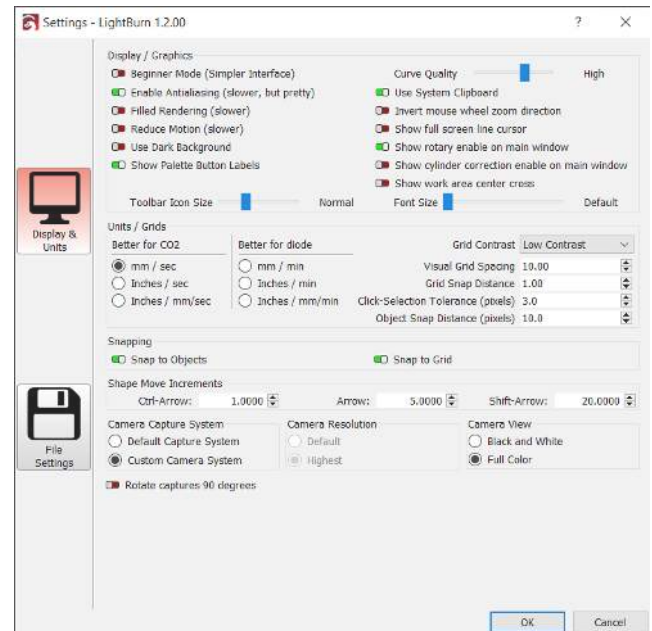 Settings - LightBurn 1.2.00 ? ×
Display / Graphics
Beginner Mode (Simpler Interface) Curve Quality High
Enable Antialiasing (slower, but pretty) Use System Clipboard
Filled Rendering (slower) Invert mouse wheel zoom direction
Reduce Motion (slower) Show full screen line cursor
Use Dark Background Show rotary enable on main window
Show Palette Button Labels Show cylinder correction enable on main window
Show work area center cross
Toolbar Icon Size Normal Font Size Default
Display &
Units
Units / Grids
Better for CO2 Better for diode Grid Contrast Low Contrast
mm / sec mm / min Visual Grid Spacing 10.00
Inches / sec Inches / min Grid Snap Distance 1.00
Inches / mm/sec Inches / mm/min Click-Selection Tolerance (pixels) 3.0
Object Snap Distance (pixels) 10.0
Snapping
Snap to Objects Snap to Grid
Shape Move Increments
Ctrl-Arrow: 1.0000 Arrow: 5.0000 Shift-Arrow: 20.0000
Camera Capture System Camera Resolution Camera View
Default Capture System Default Black and White
Custom Camera System Highest Full Color
File
Settings
Rotate captures 90 degrees
OK Cancel